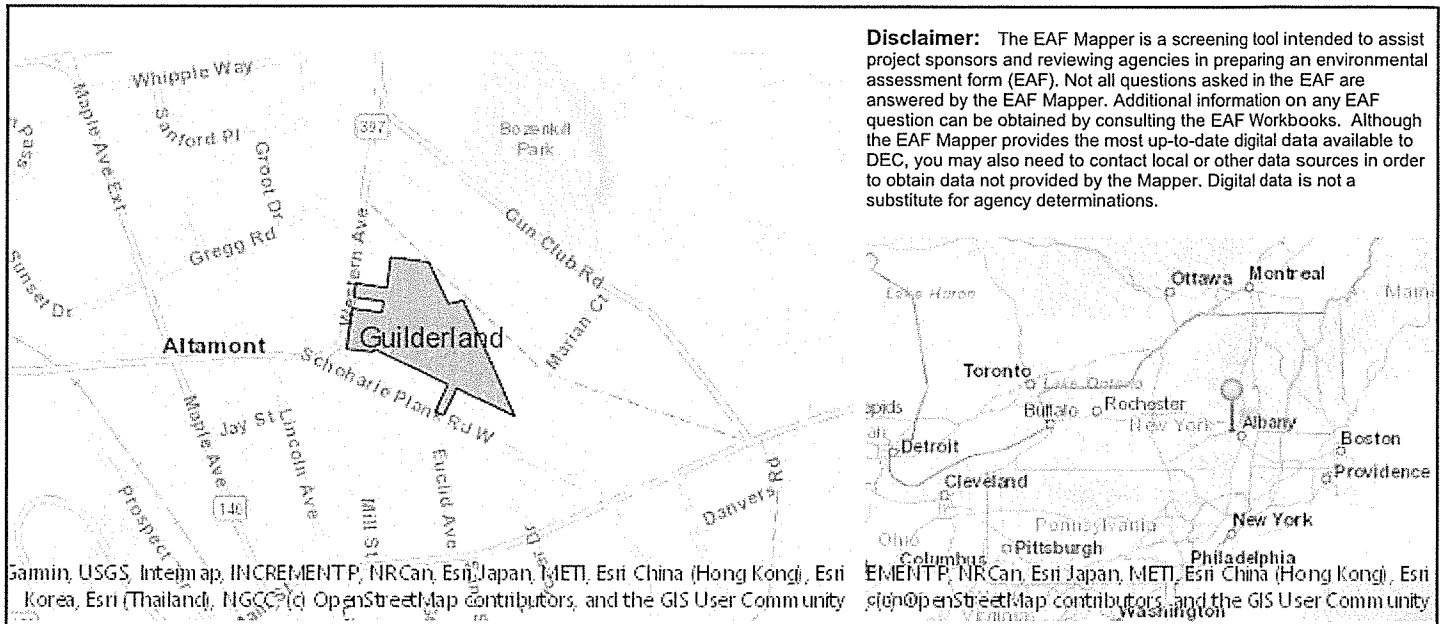 Disclaimer: The EAF Mapper is a screening tool intended to assist
project sponsors and reviewing agencies in preparing an environmental
assessment form (EAF). Not all questions asked in the EAF are
answered by the EAF Mapper. Additional information on any EAF
question can be obtained by consulting the EAF Workbooks. Although
the EAF Mapper provides the most up-to-date digital data available to
DEC, you may also need to contact local or other data sources in order
to obtain data not provided by the Mapper. Digital data is not a
substitute for agency determinations.
Whipple Way
Maple Ave Ext
Sanford Pl
Groot Dr
Pass
397
Bozenkill
Park
Gregg Rd
Sunset Dr
Western Ave
Gun Club Rd
Marian Ct
Guilderland
Altamont
Schoharie Plank Rd W
Jay St
Lincoln Ave
Maple Ave
146
Prospect
Mill St
Euclid Ave
Danvers Rd
Garmin, USGS, Intermap, INCREMENT P, NRCan, Esri Japan, METI, Esri China (Hong Kong), Esri
Korea, Esri (Thailand), NGCC, (c) OpenStreetMap contributors, and the GIS User Community
Ottawa
Montreal
Lake Huron
Main
Toronto
Lake Ontario
Buffalo
Rochester
New York
Albany
apids
Detroit
Boston
Providence
Cleveland
New York
Pennsylvania
Ohio
Pittsburgh
Columbus
Philadelphia
EMENT P, NRCan, Esri Japan, METI, Esri China (Hong Kong), Esri
(c) OpenStreetMap contributors, and the GIS User Community
Washington